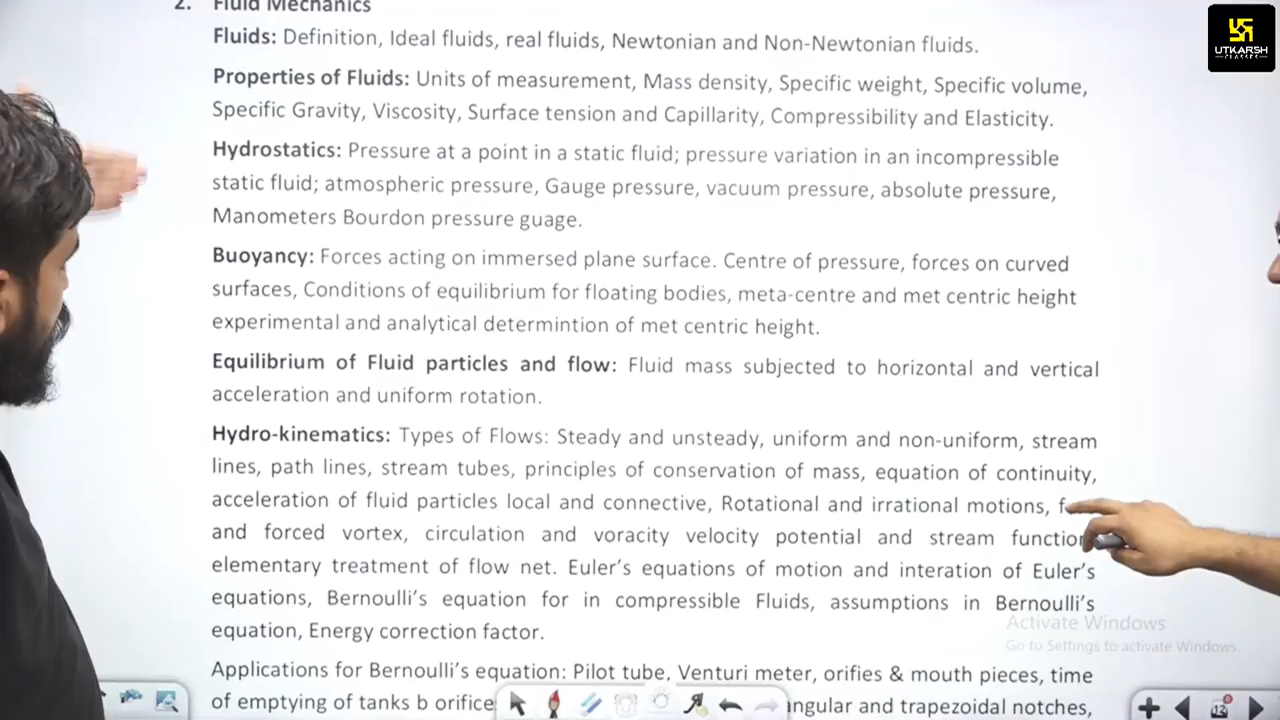 2. Fluid Mechanics
Fluids: Definition, Ideal fluids, real fluids, Newtonian and Non-Newtonian fluids.
Properties of Fluids: Units of measurement, Mass density, Specific weight, Specific volume,
Specific Gravity, Viscosity, Surface tension and Capillarity, Compressibility and Elasticity.
Hydrostatics: Pressure at a point in a static fluid; pressure variation in an incompressible
static fluid; atmospheric pressure, Gauge pressure, vacuum pressure, absolute pressure,
Manometers Bourdon pressure guage.
Buoyancy: Forces acting on immersed plane surface. Centre of pressure, forces on curved
surfaces, Conditions of equilibrium for floating bodies, meta-centre and met centric height
experimental and analytical determintion of met centric height.
Equilibrium of Fluid particles and flow: Fluid mass subjected to horizontal and vertical
acceleration and uniform rotation.
Hydro-kinematics: Types of Flows: Steady and unsteady, uniform and non-uniform, stream
lines, path lines, stream tubes, principles of conservation of mass, equation of continuity,
acceleration of fluid particles local and connective, Rotational and irrational motions,
and forced vortex, circulation and voracity velocity potential and stream function
elementary treatment of flow net. Euler's equations of motion and interation of Euler's
equations, Bernoulli's equation for in compressible Fluids, assumptions in Bernoulli's
equation, Energy correction factor.
Applications for Bernoulli's equation: Pilot tube, Venturi meter, orifies & mouth pieces, time
of emptying of tanks b orifice and trapezoidal notches,
UTKARSH
CLASSES
Activate Windows
Go to Settings to activate Windows.